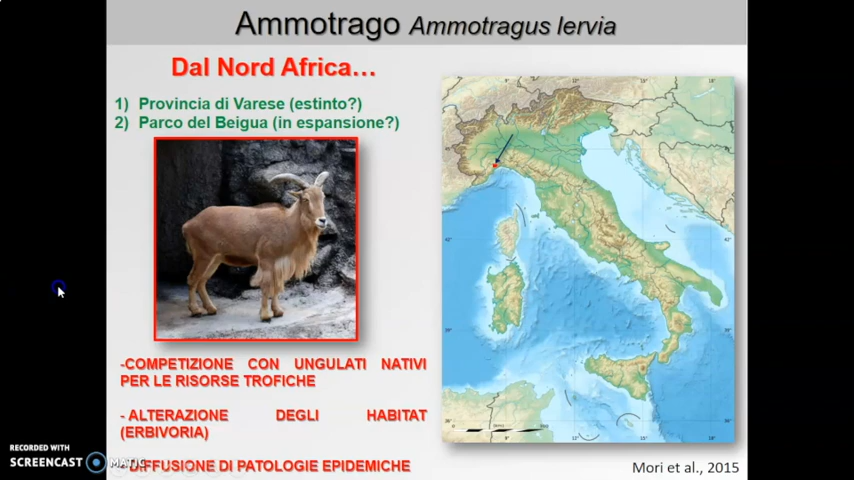 Ammotrago Ammotragus lervia
Dal Nord Africa…
1) Provincia di Varese (estinto?)
2) Parco del Beigua (in espansione?)
-COMPETIZIONE CON UNGULATI NATIVI
PER LE RISORSE TROFICHE
- ALTERAZIONE DEGLI HABITAT
(ERBIVORIA)
DIFFUSIONE DI PATOLOGIE EPIDEMICHE
Mori et al., 2015
RECORDED WITH
SCREENCAST MATIC